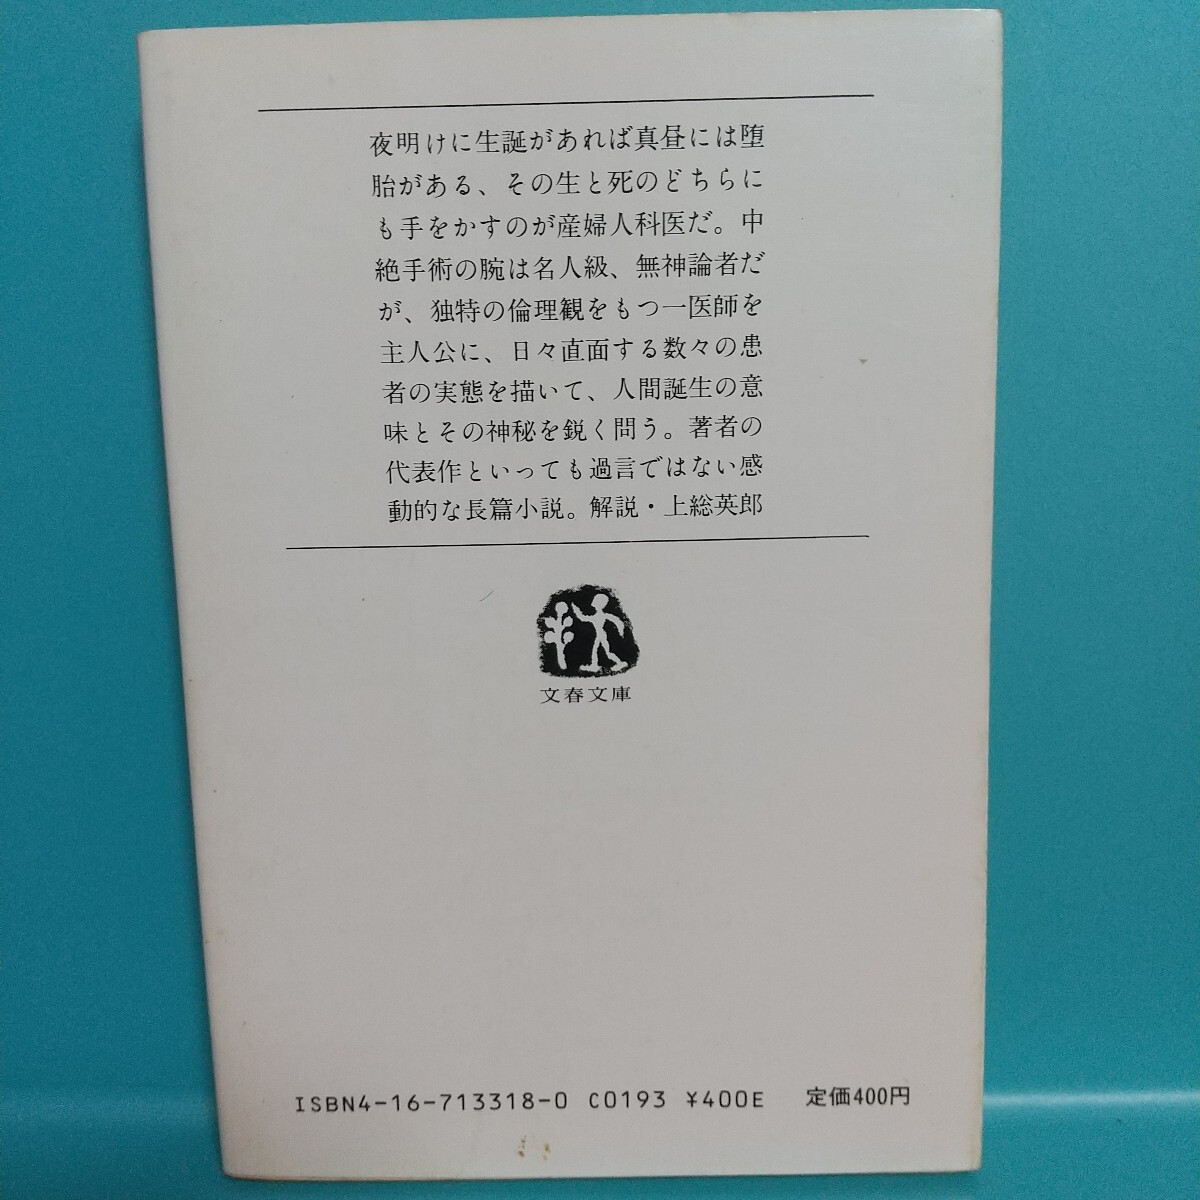 夜明けに生誕があれば真昼には堕
胎がある、その生と死のどちらに
も手をかすのが産婦人科医だ。中
絶手術の腕は名人級、無神論者だ
が、独特の倫理観をもつ一医師を
主人公に、日々直面する数々の患
者の実態を描いて、人間誕生の意
味とその神秘を鋭く問う。著者の
代表作といっても過言ではない感
動的な長篇小説。解説・上総英郎
文春文庫
ISBN4-16-713318-0 C0193 ¥400E 定価400円